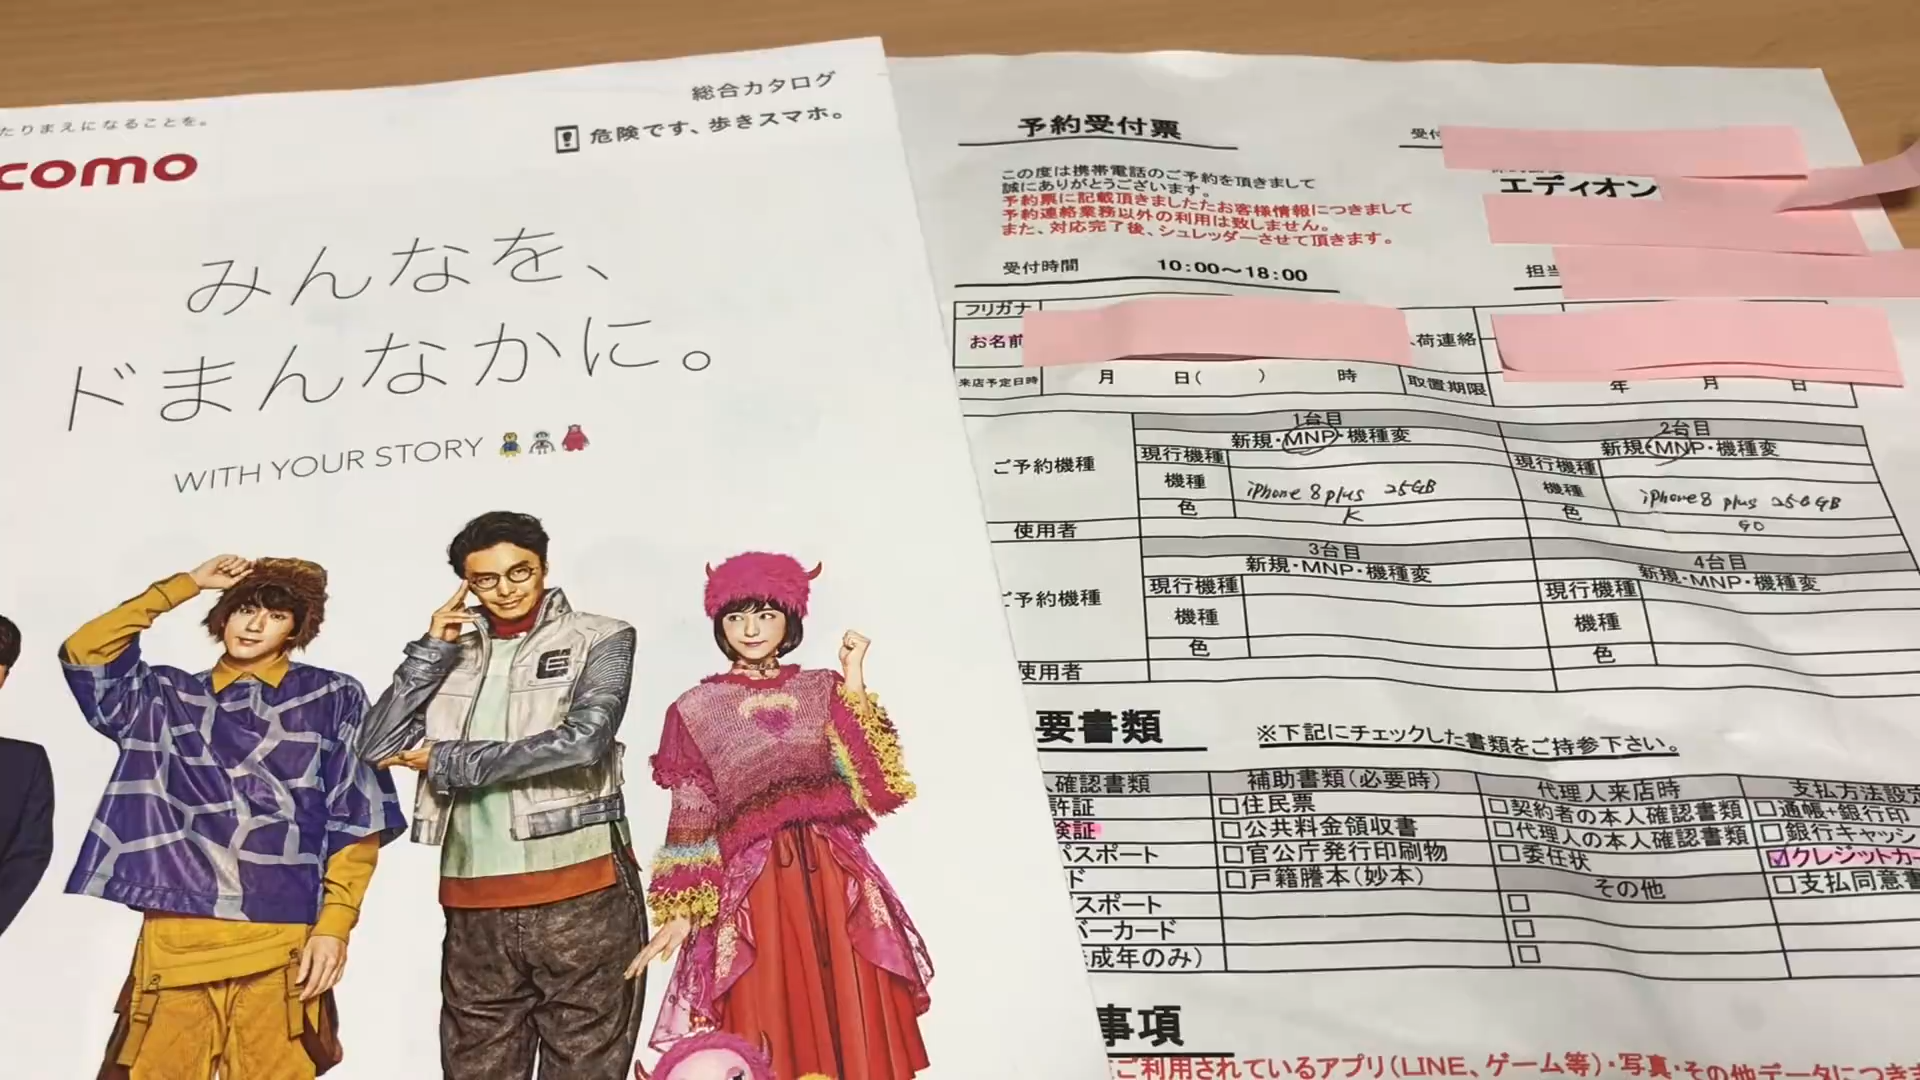 総合カタログ
危険です、歩きスマホ。
たりまえになることを。
como
みんなを、
ドまんなかに。
WITH YOUR STORY
予約受付票
受付
この度は携帯電話のご予約を頂きまして
誠にありがとうございます。
予約票に記載頂きましたたお客様情報につきまして
予約連絡業務以外の利用は致しません。
また、対応完了後、シュレッダーさせて頂きます。
エディオン
受付時間 10:00～18:00
担当
フリガナ
お名前
荷連絡
来店予定日時 月 日( ) 時 取置期限 年 月 日
ご予約機種
1台目
新規・MNP・機種変
現行機種
機種 iPhone 8 plus 25GB
色 K
2台目
新規・MNP・機種変
現行機種
機種 iPhone8 plus 256GB
色 GO
使用者
ご予約機種
3台目
新規・MNP・機種変
現行機種
機種
色
4台目
新規・MNP・機種変
現行機種
機種
色
使用者
要書類
※下記にチェックした書類をご持参下さい。
人確認書類 補助書類(必要時) 代理人来店時 支払方法設定
許証 □住民票 □契約者の本人確認書類 □通帳+銀行印
険証 □公共料金領収書 □代理人の本人確認書類 □銀行キャッシ
パスポート □官公庁発行印刷物 □委任状 ☑クレジットカー
ド □戸籍謄本(妙本) その他 □支払同意書
スポート □
バーカード □
成年のみ) □
事項
ご利用されているアプリ(LINE、ゲーム等)・写真・その他データにつきま